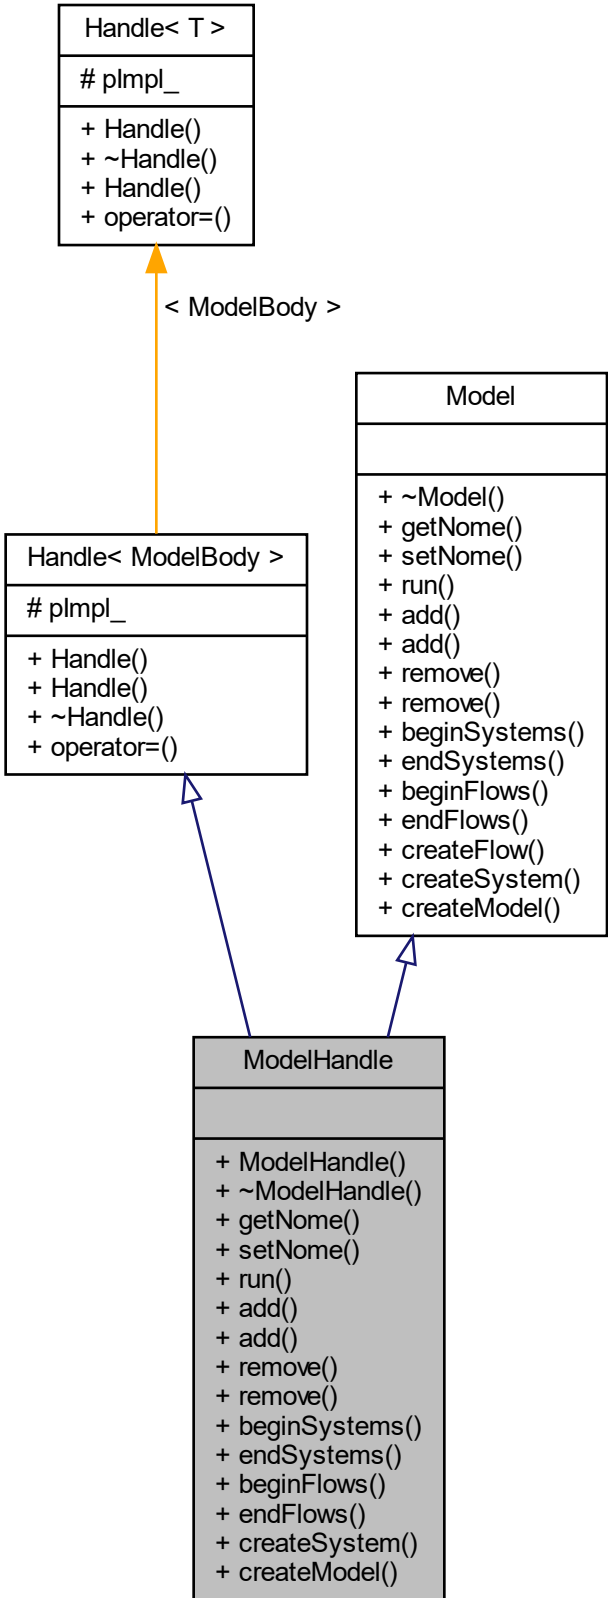 Handle< T >
# pImpl_
+ Handle()
+ ~Handle()
+ Handle()
+ operator=()
< ModelBody >
Model
+ ~Model()
+ getNome()
+ setNome()
+ run()
+ add()
+ add()
+ remove()
+ remove()
+ beginSystems()
+ endSystems()
+ beginFlows()
+ endFlows()
+ createFlow()
+ createSystem()
+ createModel()
Handle< ModelBody >
# pImpl_
+ Handle()
+ Handle()
+ ~Handle()
+ operator=()
ModelHandle
+ ModelHandle()
+ ~ModelHandle()
+ getNome()
+ setNome()
+ run()
+ add()
+ add()
+ remove()
+ remove()
+ beginSystems()
+ endSystems()
+ beginFlows()
+ endFlows()
+ createSystem()
+ createModel()